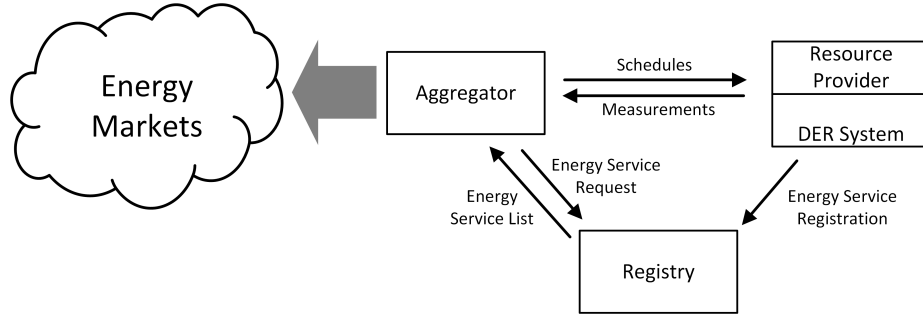 Energy
Markets
Aggregator
Schedules
Measurements
Resource
Provider
DER System
Energy Service
Request
Energy
Service List
Energy Service
Registration
Registry